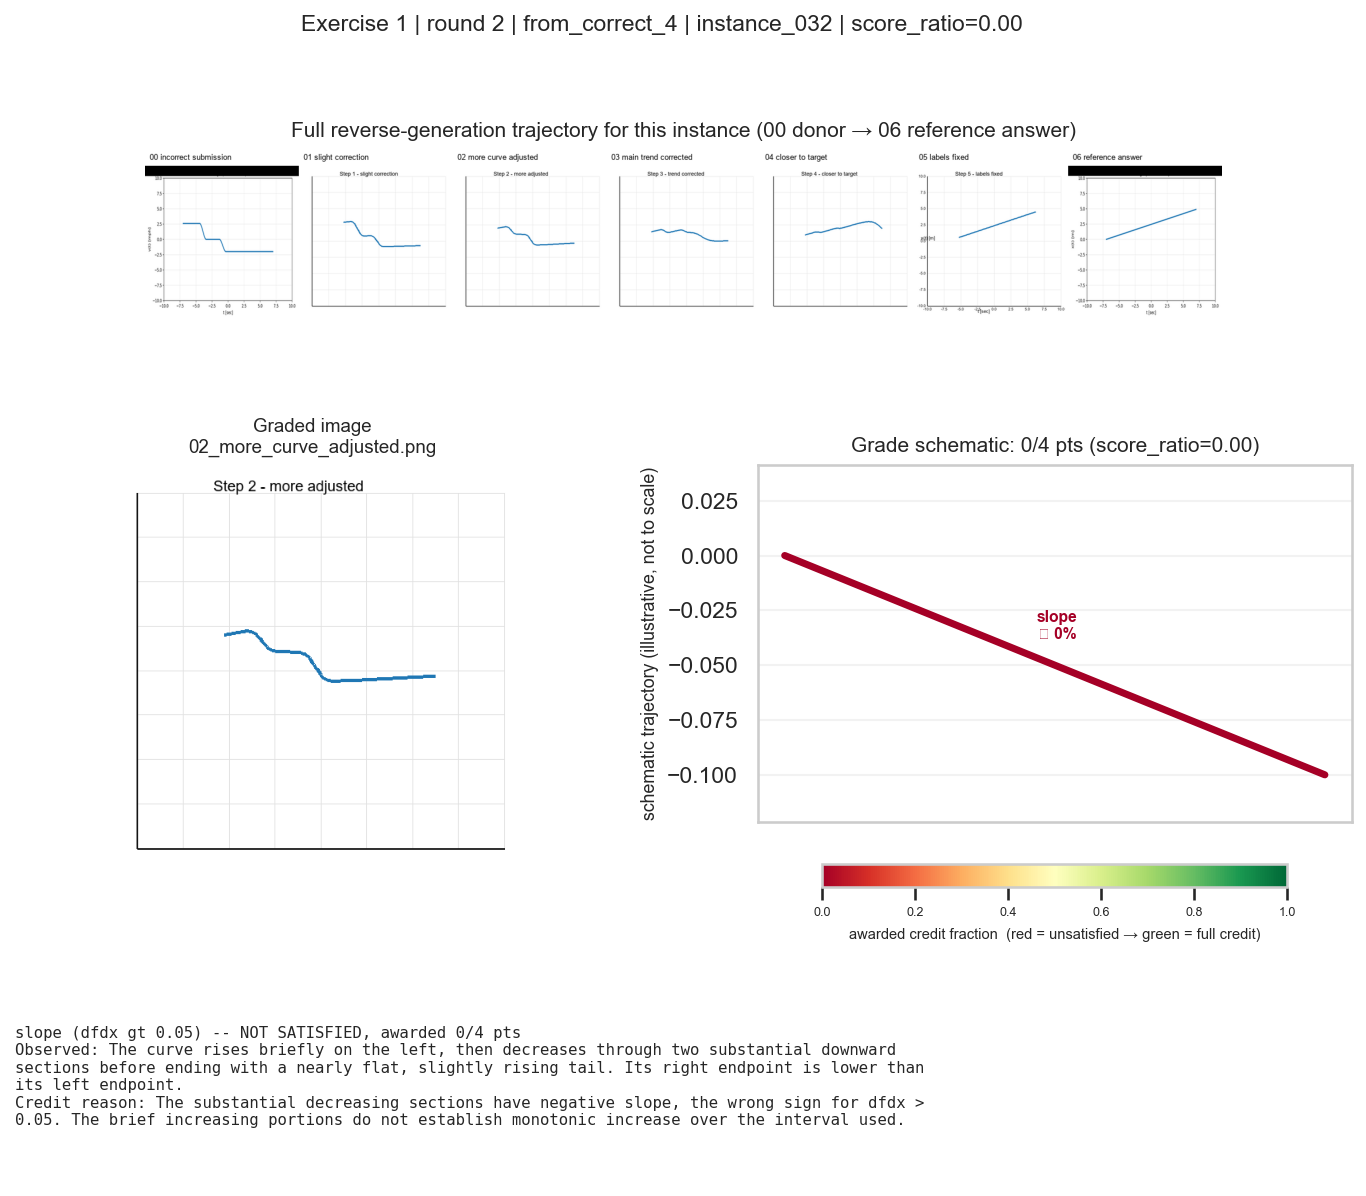 Exercise 1 | round 2 | from_correct_4 | instance_032 | score_ratio=0.00
Full reverse-generation trajectory for this instance (00 donor → 06 reference answer)
00 incorrect submission
01 slight correction
02 more curve adjusted
03 main trend corrected
04 closer to target
05 labels fixed
06 reference answer
Step 1 - slight correction
Step 2 - more adjusted
Step 3 - trend corrected
Step 4 - closer to target
Step 5 - labels fixed
Graded image
02_more_curve_adjusted.png
Step 2 - more adjusted
Grade schematic: 0/4 pts (score_ratio=0.00)
schematic trajectory (illustrative, not to scale)
0.025
0.000
−0.025
−0.050
−0.075
−0.100
slope
0%
0.0 0.2 0.4 0.6 0.8 1.0
awarded credit fraction (red = unsatisfied → green = full credit)
slope (dfdx gt 0.05) -- NOT SATISFIED, awarded 0/4 pts
Observed: The curve rises briefly on the left, then decreases through two substantial downward
sections before ending with a nearly flat, slightly rising tail. Its right endpoint is lower than
its left endpoint.
Credit reason: The substantial decreasing sections have negative slope, the wrong sign for dfdx >
0.05. The brief increasing portions do not establish monotonic increase over the interval used.